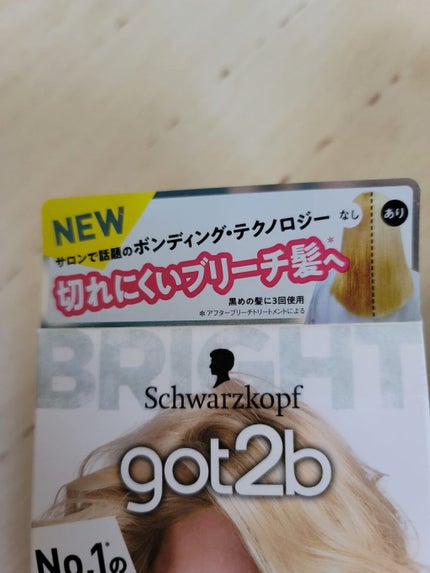 NEW
なし
あり
サロンで話題のボンディング・テクノロジー
切れにくいブリーチ髪へ*
黒めの髪に3回使用
*アフターブリーチトリートメントによる
BRIGHT
Schwarzkopf
got2b
No.1*の